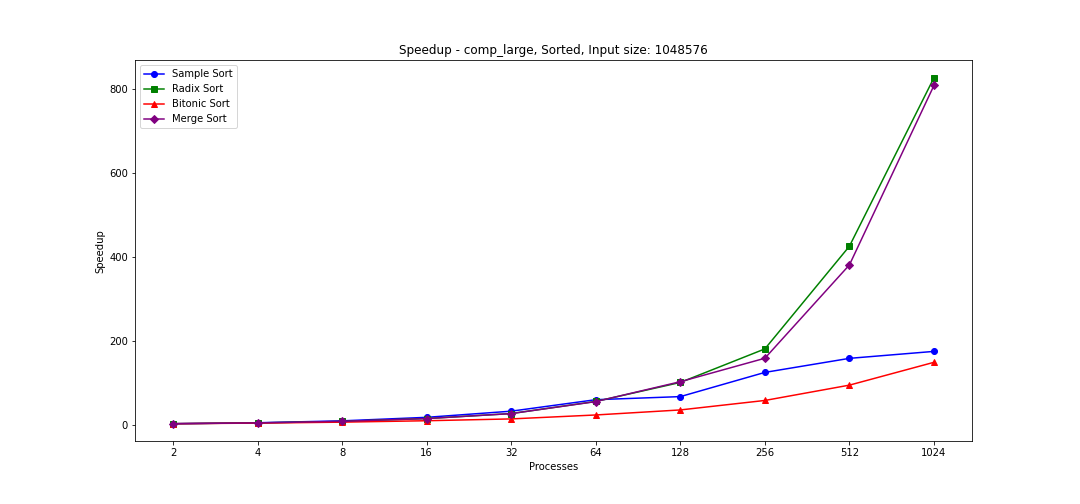 Speedup - comp_large, Sorted, Input size: 1048576
Sample Sort
Radix Sort
Bitonic Sort
Merge Sort
800
600
400
200
0
Speedup
2 4 8 16 32 64 128 256 512 1024
Processes